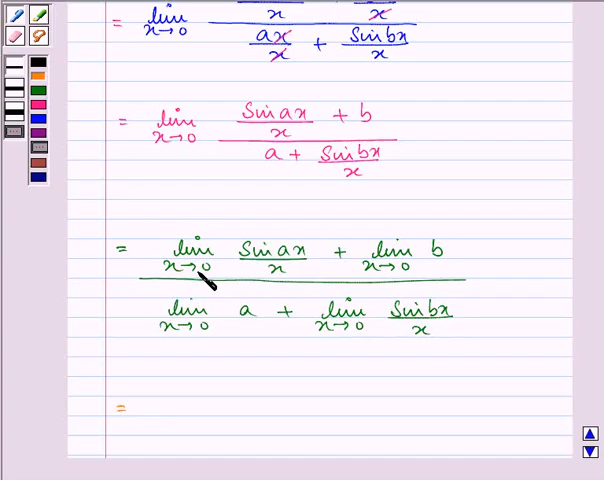 = lim x→0 x x
ax/x + Sin bx/x
= lim x→0 Sin ax/x + b
a + Sin bx/x
= lim x→0 Sin ax/x + lim x→0 b
lim x→0 a + lim x→0 Sin bx/x
=